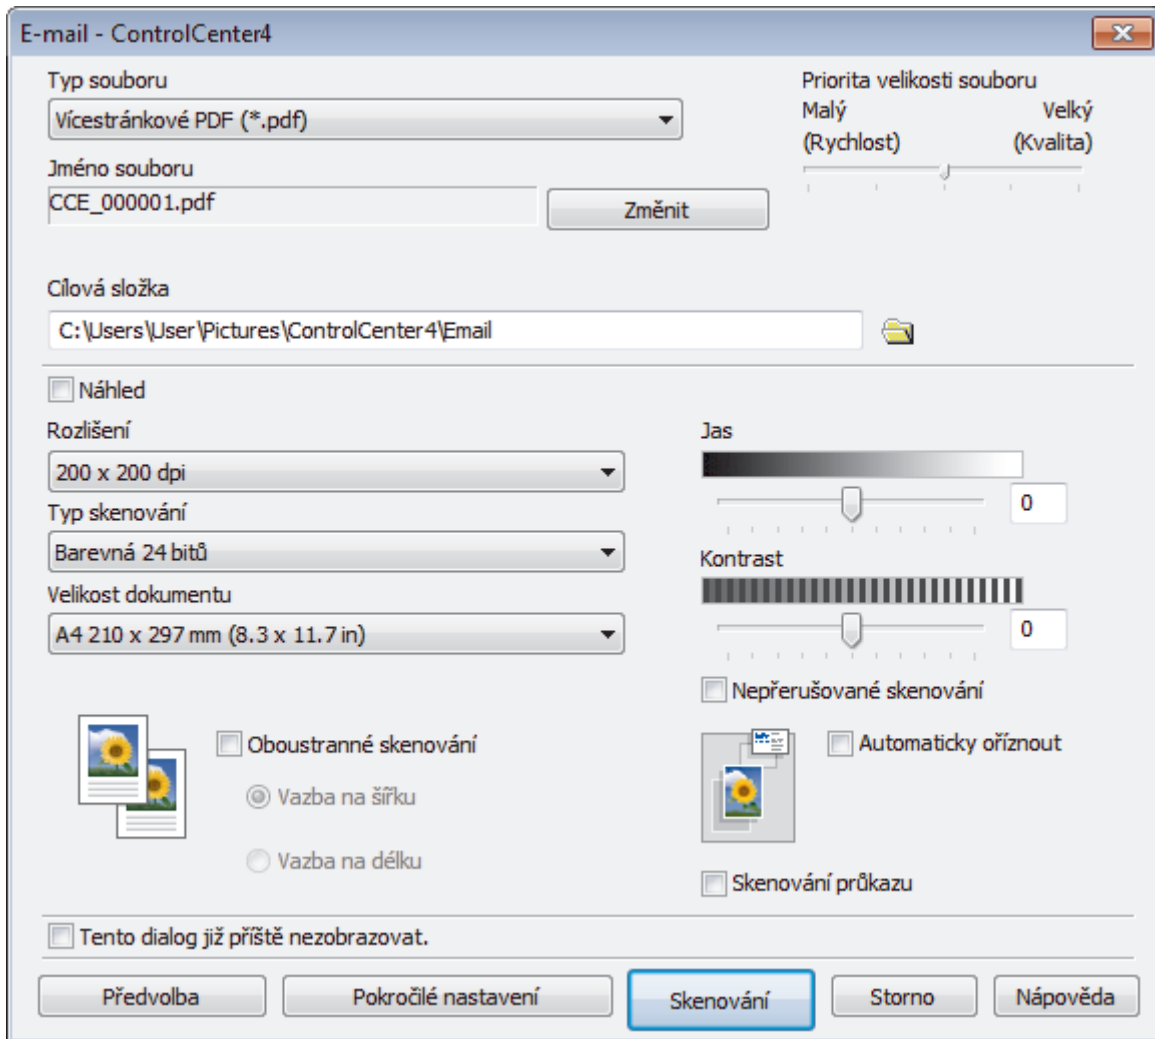 E-mail - ControlCenter4
Typ souboru
Vícestránkové PDF (*.pdf)
Priorita velikosti souboru
Malý Velký
(Rychlost) (Kvalita)
Jméno souboru
CCE_000001.pdf
Změnit
Cílová složka
C:\Users\User\Pictures\ControlCenter4\Email
Náhled
Rozlišení
200 x 200 dpi
Typ skenování
Barevná 24 bitů
Velikost dokumentu
A4 210 x 297 mm (8.3 x 11.7 in)
Jas
0
Kontrast
0
Nepřerušované skenování
Oboustranné skenování
Vazba na šířku
Vazba na délku
Automaticky oříznout
Skenování průkazu
Tento dialog již příště nezobrazovat.
Předvolba Pokročilé nastavení Skenování Storno Nápověda